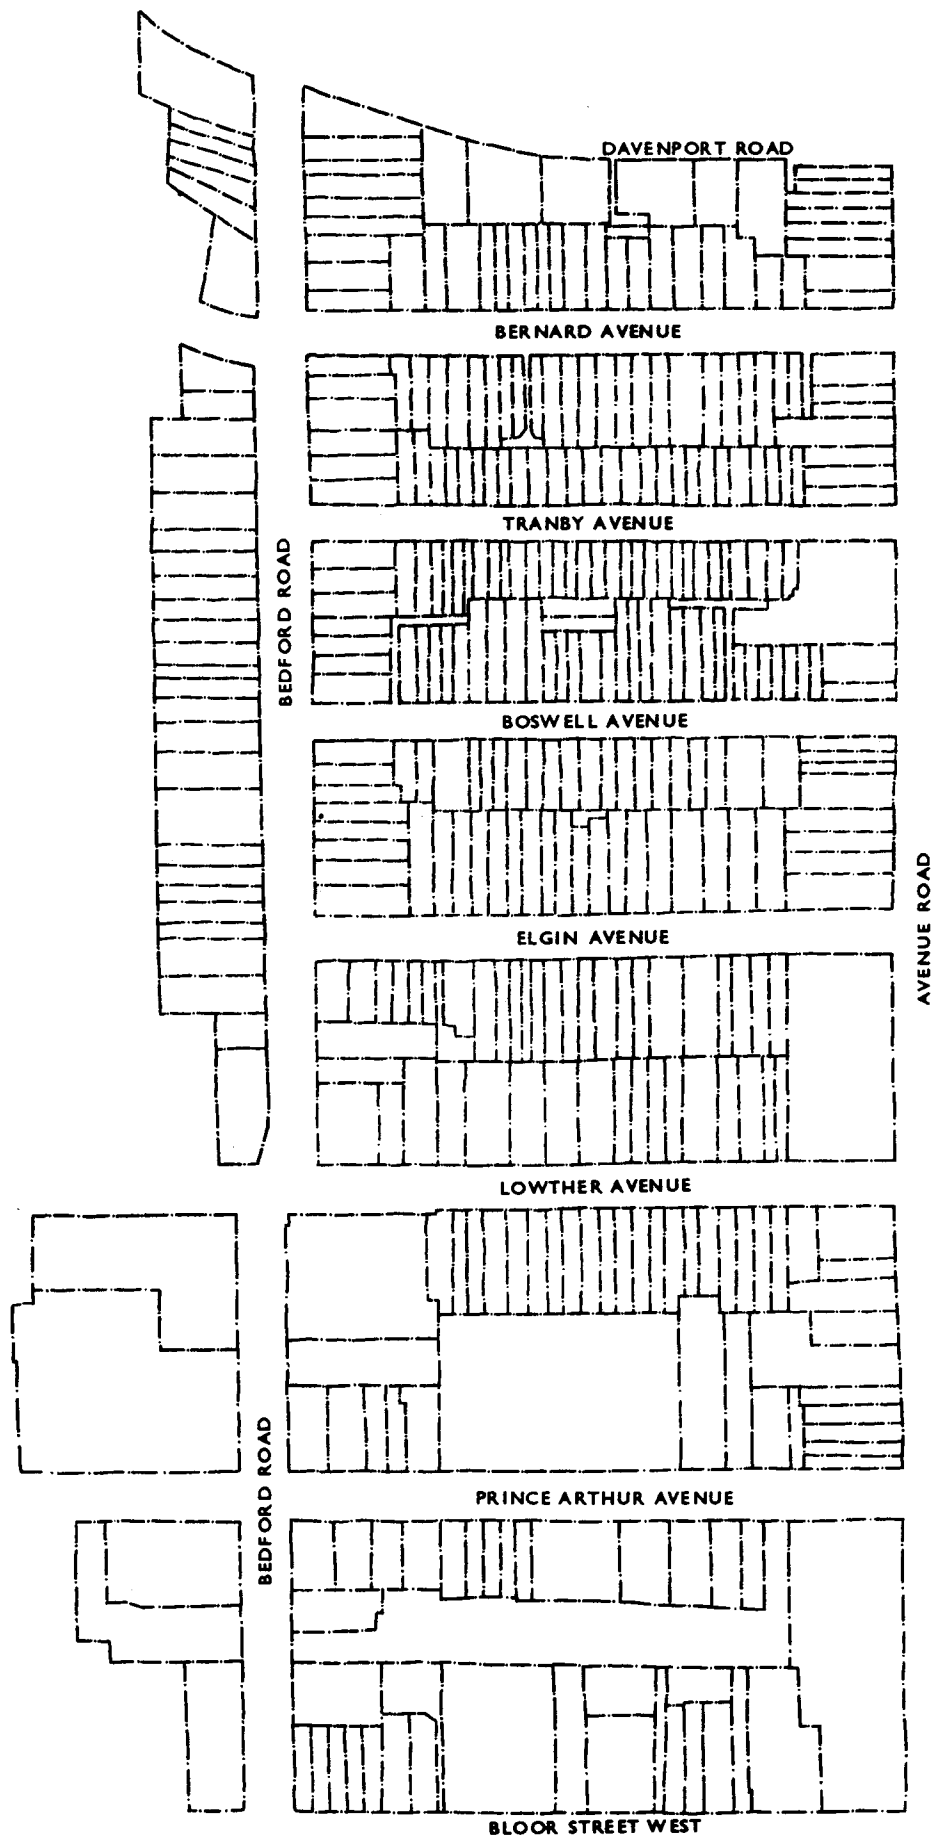 DAVENPORT ROAD
BERNARD AVENUE
TRANBY AVENUE
BEDFORD ROAD
BOSWELL AVENUE
AVENUE ROAD
ELGIN AVENUE
LOWTHER AVENUE
BEDFORD ROAD
PRINCE ARTHUR AVENUE
BLOOR STREET WEST